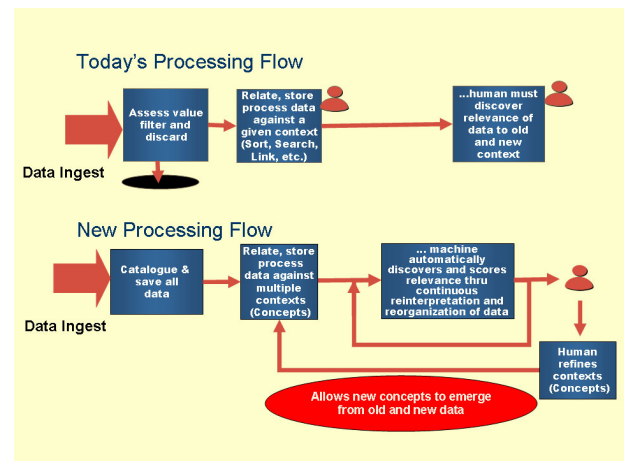 Today's Processing Flow
Data Ingest
Assess value
filter and
discard
Relate, store
process data
against a
given context
(Sort, Search,
Link, etc.)
...human must
discover
relevance of
data to old
and new
context
New Processing Flow
Data Ingest
Catalogue &
save all
data
Relate, store
process
data against
multiple
contexts
(Concepts)
... machine
automatically
discovers and scores
relevance thru
continuous
reinterpretation and
reorganization of data
Human
refines
contexts
(Concepts)
Allows new concepts to emerge
from old and new data